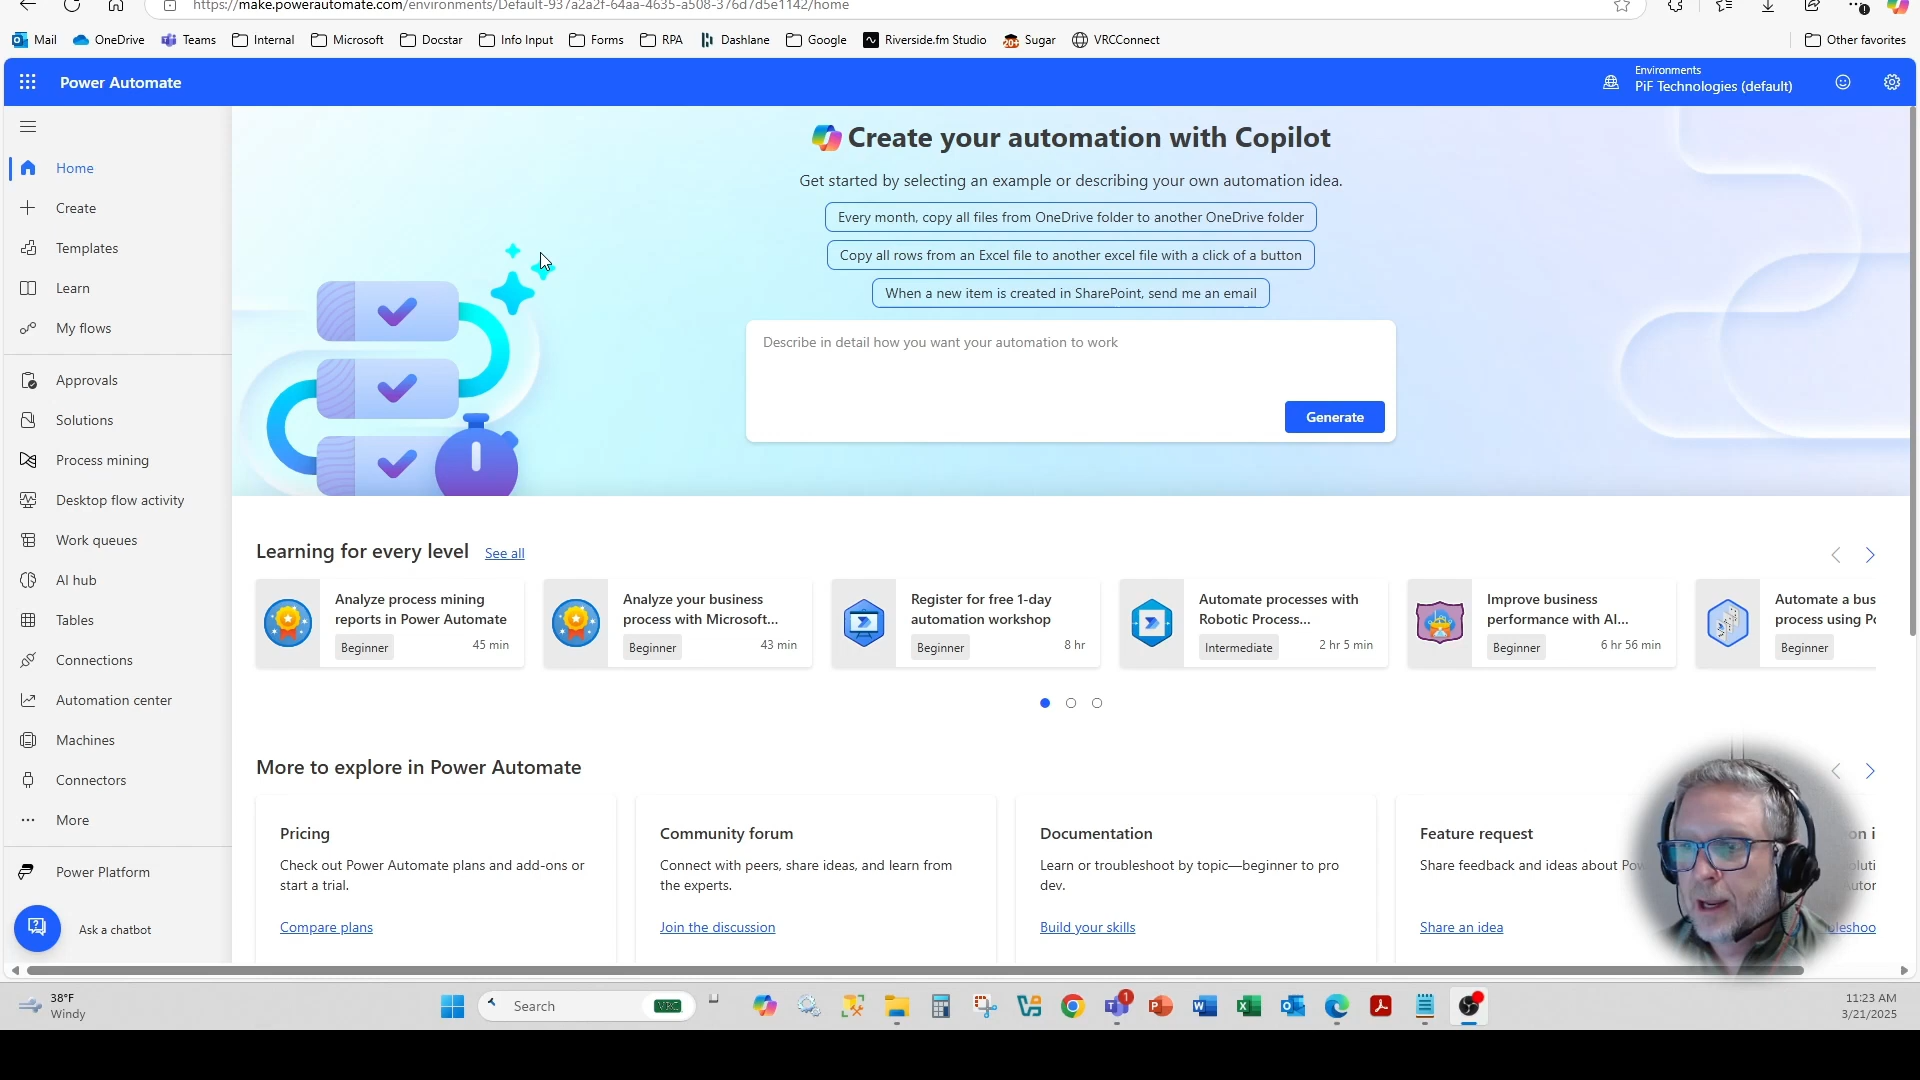 https://make.powerautomate.com/environments/Default-937a2a2f-64aa-4635-a508-376d7d5e1142/home
Mail OneDrive Teams Internal Microsoft Docstar Info Input Forms RPA Dashlane Google Riverside.fm Studio Sugar VRCConnect Other favorites
Power Automate
Environments
PiF Technologies (default)
Home
Create
Templates
Learn
My flows
Approvals
Solutions
Process mining
Desktop flow activity
Work queues
AI hub
Tables
Connections
Automation center
Machines
Connectors
More
Power Platform
Ask a chatbot
Create your automation with Copilot
Get started by selecting an example or describing your own automation idea.
Every month, copy all files from OneDrive folder to another OneDrive folder
Copy all rows from an Excel file to another excel file with a click of a button
When a new item is created in SharePoint, send me an email
Describe in detail how you want your automation to work
Generate
Learning for every level See all
Analyze process mining
reports in Power Automate
Beginner 45 min
Analyze your business
process with Microsoft...
Beginner 43 min
Register for free 1-day
automation workshop
Beginner 8 hr
Automate processes with
Robotic Process...
Intermediate 2 hr 5 min
Improve business
performance with AI...
Beginner 6 hr 56 min
Automate a bus
process using Po
Beginner
More to explore in Power Automate
Pricing
Check out Power Automate plans and add-ons or
start a trial.
Compare plans
Community forum
Connect with peers, share ideas, and learn from
the experts.
Join the discussion
Documentation
Learn or troubleshoot by topic—beginner to pro
dev.
Build your skills
Feature request
Share feedback and ideas about
Share an idea
38°F
Windy
Search
VRC
1
11:23 AM
3/21/2025